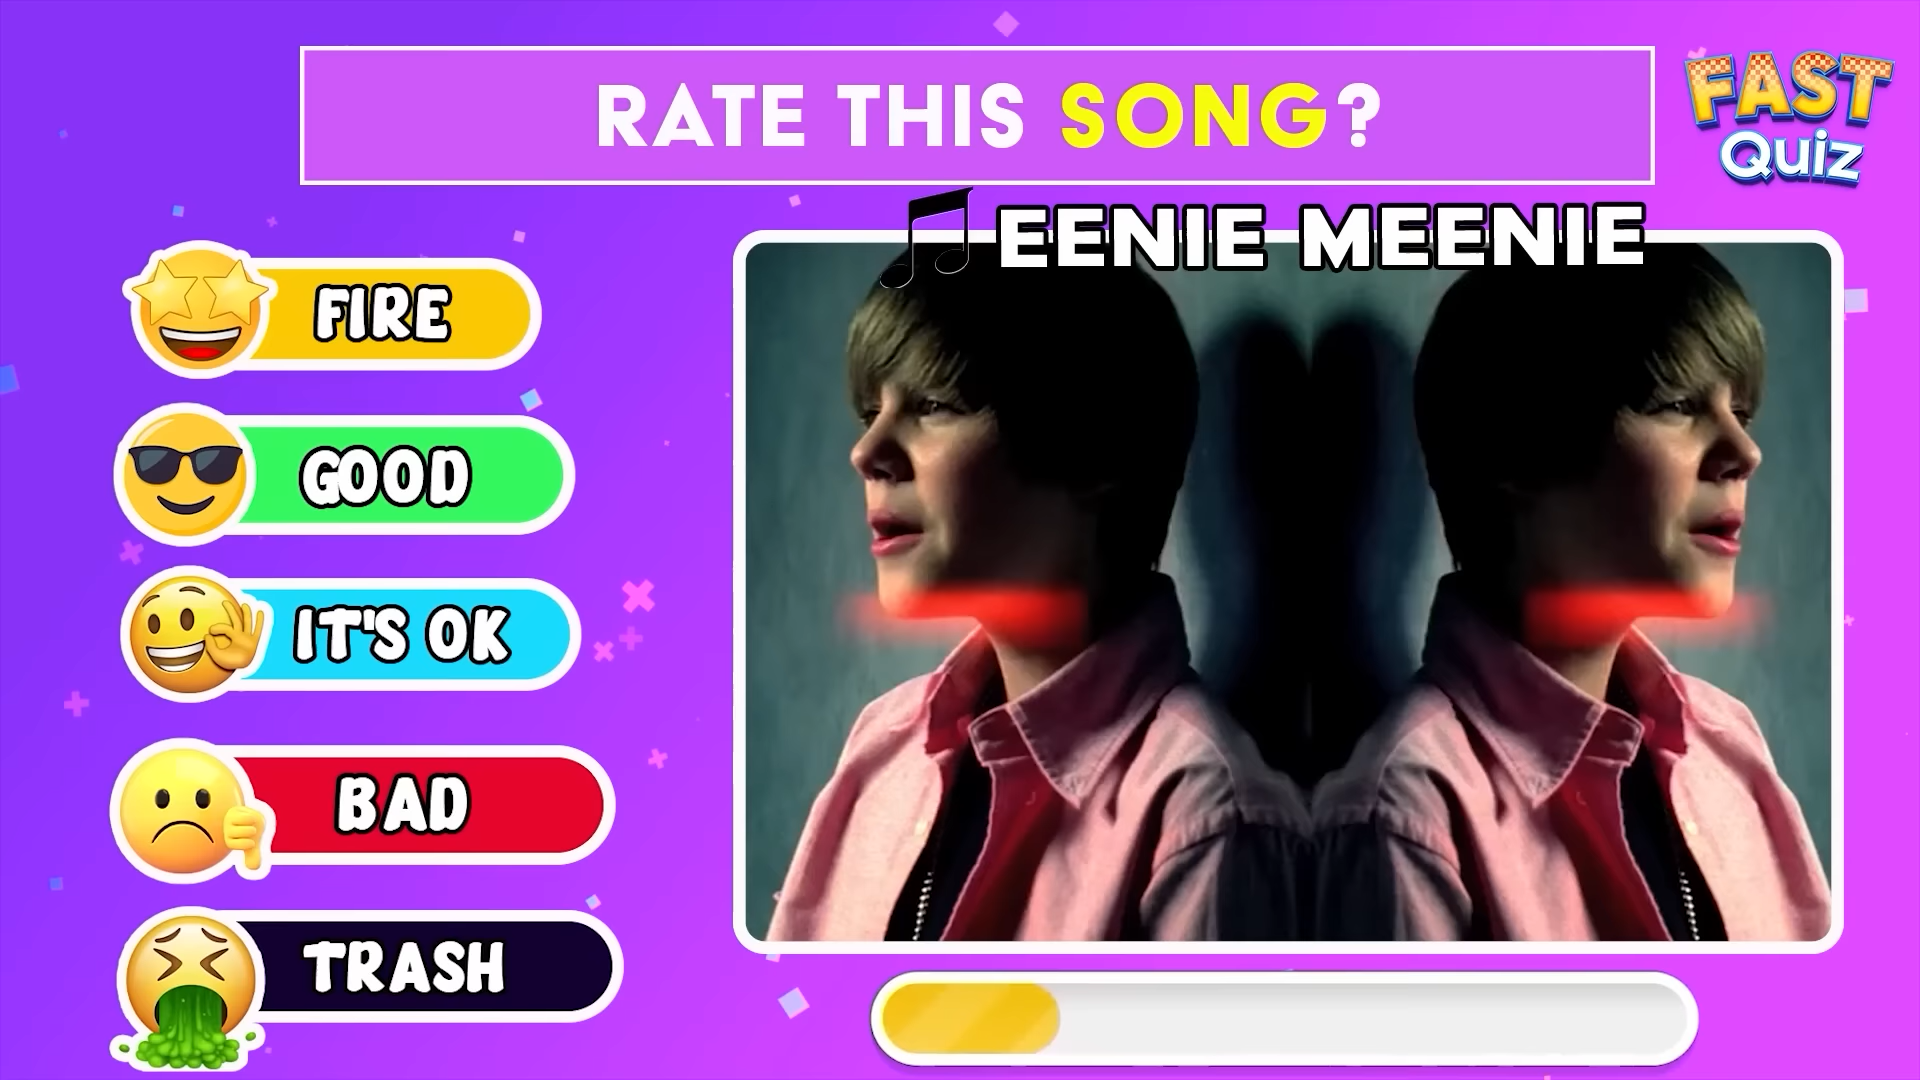 RATE THIS SONG?
FAST
Quiz
EENIE MEENIE
FIRE
GOOD
IT'S OK
BAD
TRASH